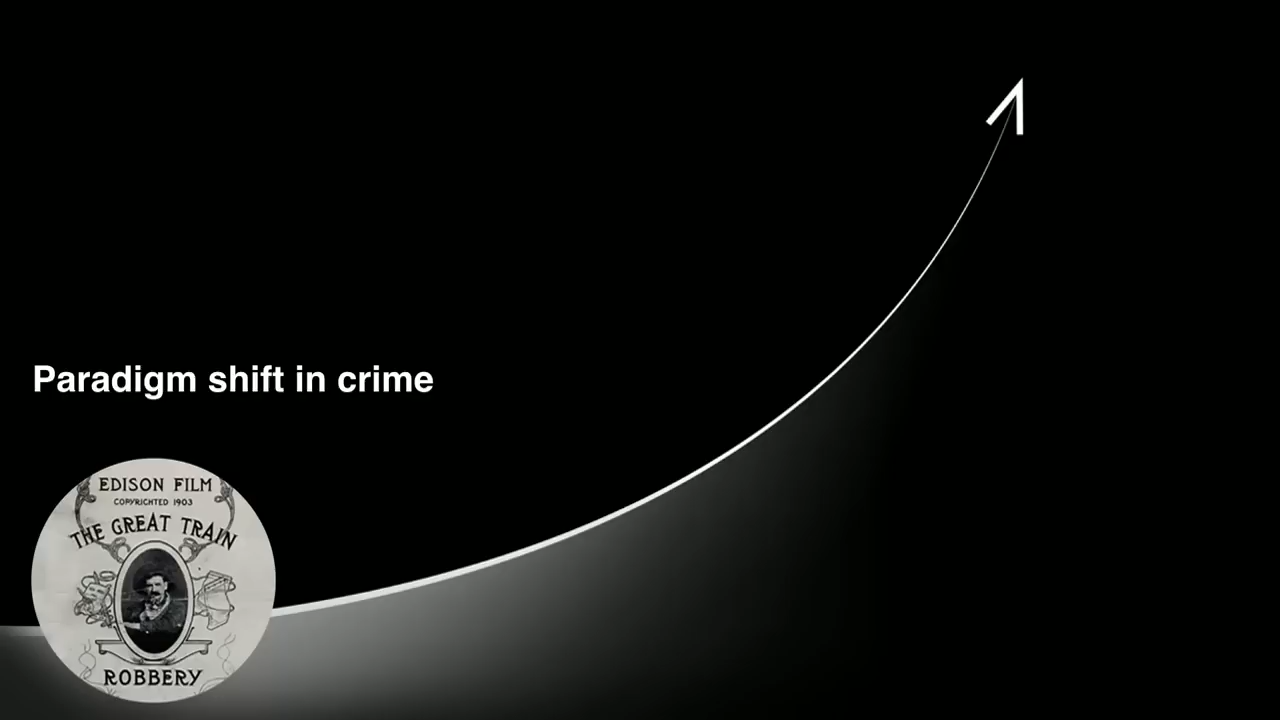 Paradigm shift in crime
EDISON FILM
COPYRIGHTED 1903
THE GREAT TRAIN
ROBBERY